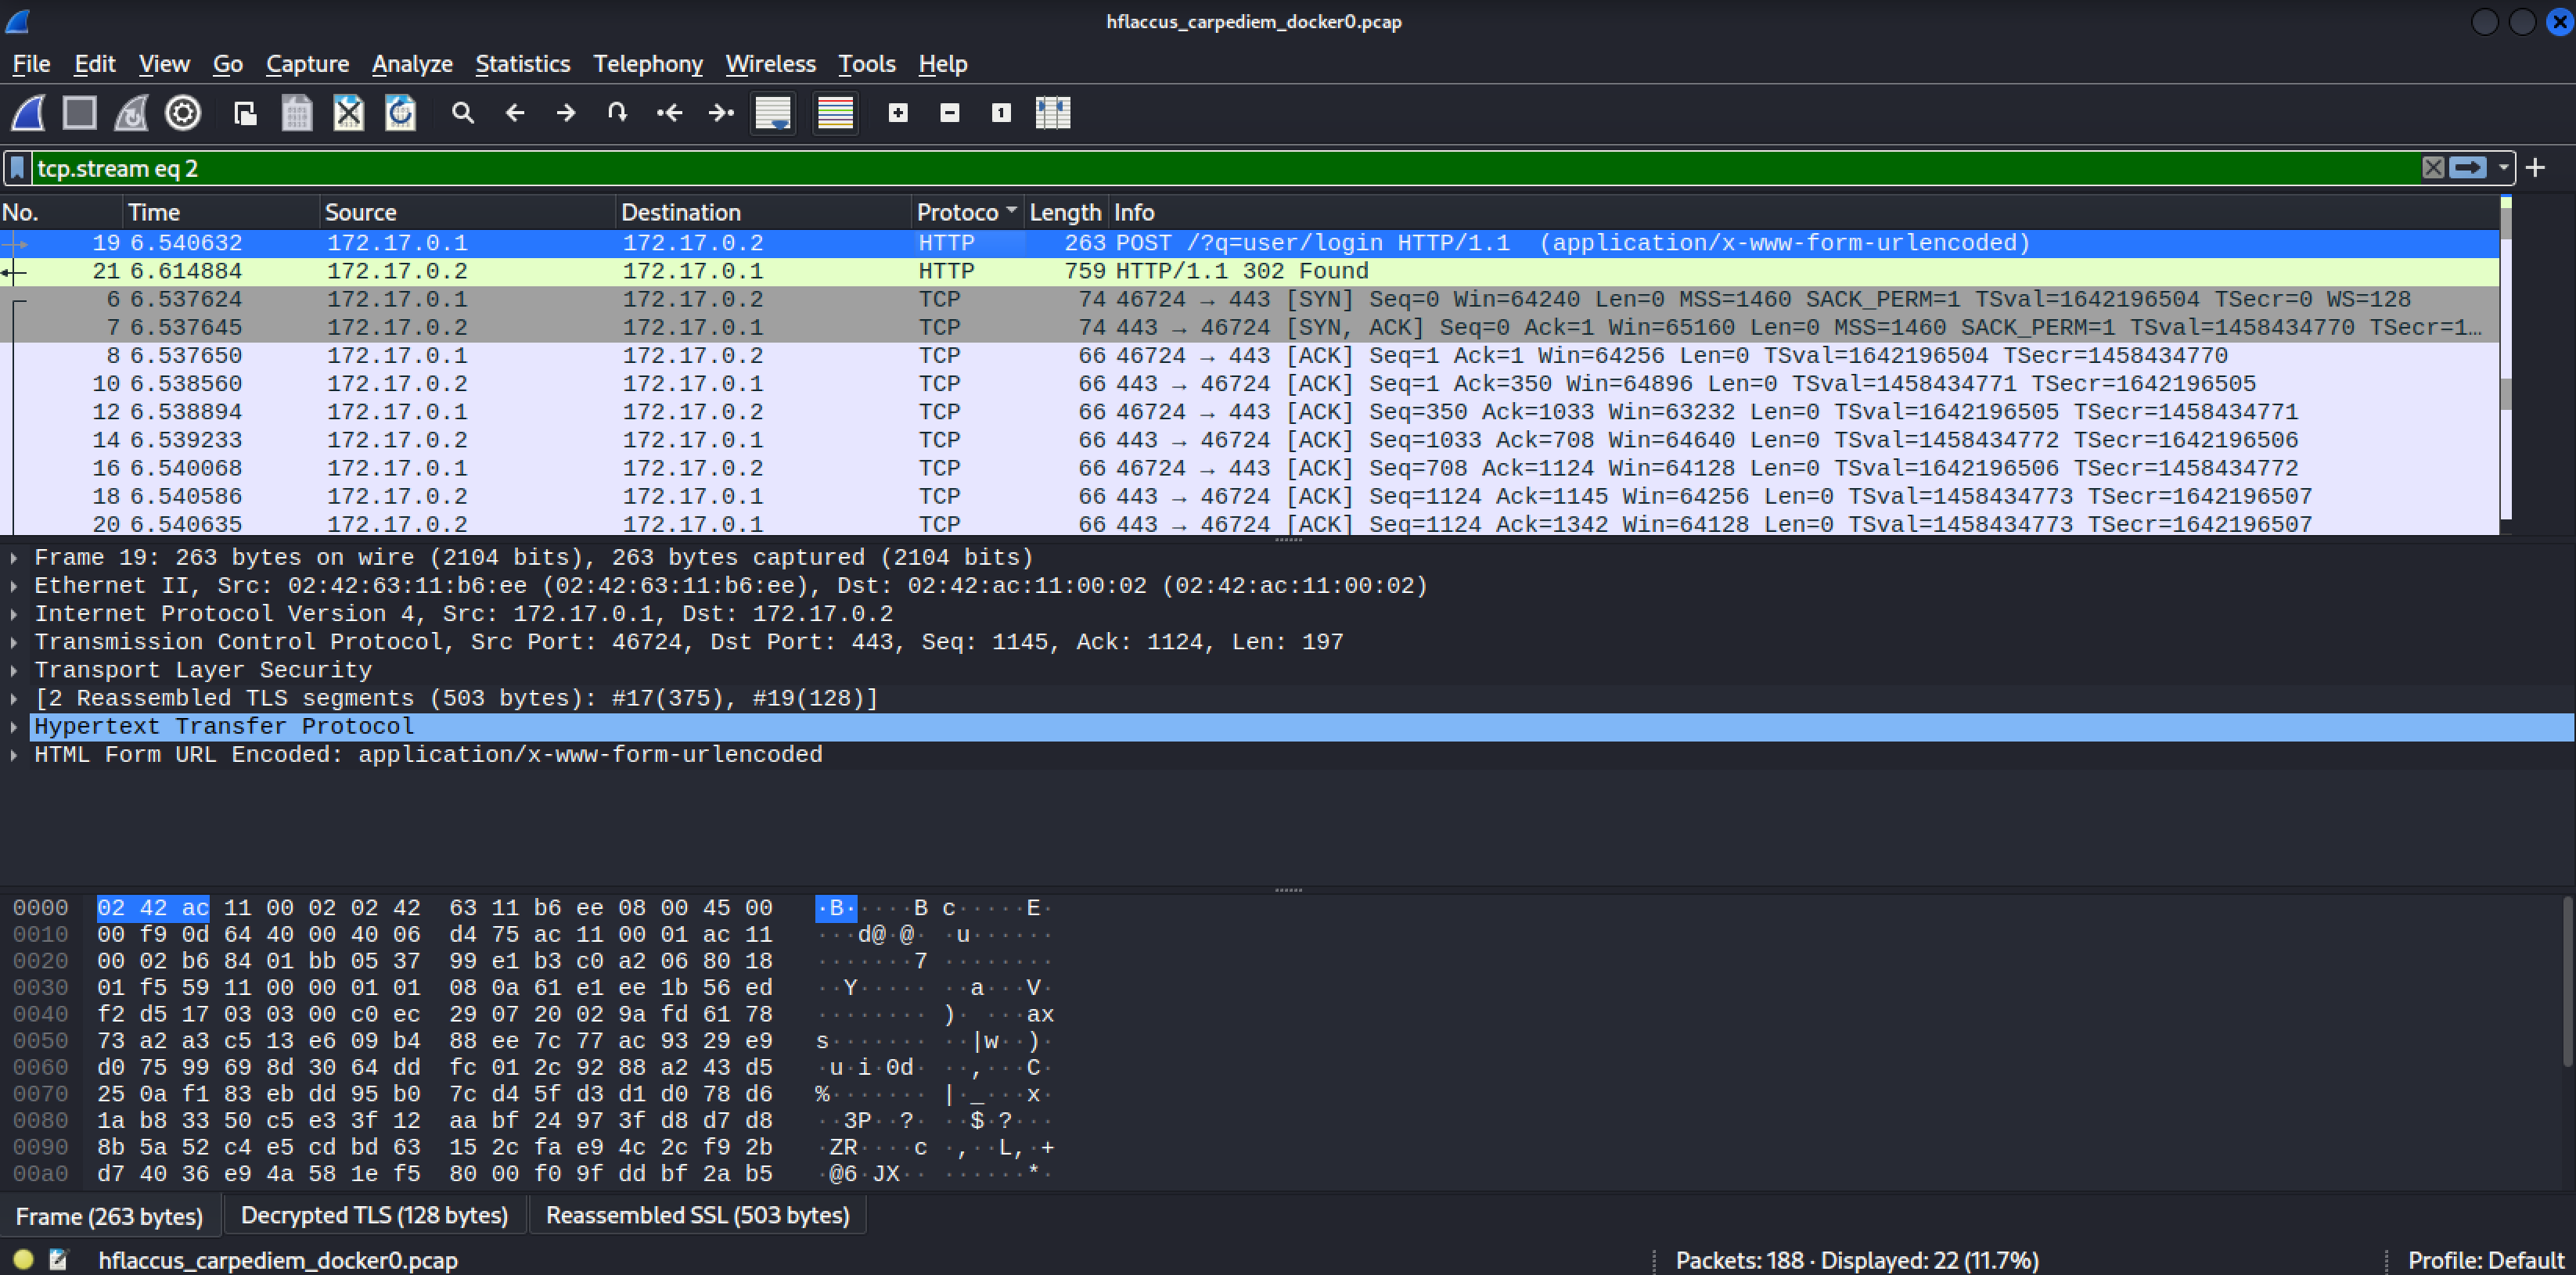 hflaccus_carpediem_docker0.pcap
File Edit View Go Capture Analyze Statistics Telephony Wireless Tools Help
tcp.stream eq 2
No. Time Source Destination Protoco Length Info
19 6.540632 172.17.0.1 172.17.0.2 HTTP 263 POST /?q=user/login HTTP/1.1 (application/x-www-form-urlencoded)
21 6.614884 172.17.0.2 172.17.0.1 HTTP 759 HTTP/1.1 302 Found
6 6.537624 172.17.0.1 172.17.0.2 TCP 74 46724 → 443 [SYN] Seq=0 Win=64240 Len=0 MSS=1460 SACK_PERM=1 TSval=1642196504 TSecr=0 WS=128
7 6.537645 172.17.0.2 172.17.0.1 TCP 74 443 → 46724 [SYN, ACK] Seq=0 Ack=1 Win=65160 Len=0 MSS=1460 SACK_PERM=1 TSval=1458434770 TSecr=1…
8 6.537650 172.17.0.1 172.17.0.2 TCP 66 46724 → 443 [ACK] Seq=1 Ack=1 Win=64256 Len=0 TSval=1642196504 TSecr=1458434770
10 6.538560 172.17.0.2 172.17.0.1 TCP 66 443 → 46724 [ACK] Seq=1 Ack=350 Win=64896 Len=0 TSval=1458434771 TSecr=1642196505
12 6.538894 172.17.0.1 172.17.0.2 TCP 66 46724 → 443 [ACK] Seq=350 Ack=1033 Win=63232 Len=0 TSval=1642196505 TSecr=1458434771
14 6.539233 172.17.0.2 172.17.0.1 TCP 66 443 → 46724 [ACK] Seq=1033 Ack=708 Win=64640 Len=0 TSval=1458434772 TSecr=1642196506
16 6.540068 172.17.0.1 172.17.0.2 TCP 66 46724 → 443 [ACK] Seq=708 Ack=1124 Win=64128 Len=0 TSval=1642196506 TSecr=1458434772
18 6.540586 172.17.0.2 172.17.0.1 TCP 66 443 → 46724 [ACK] Seq=1124 Ack=1145 Win=64256 Len=0 TSval=1458434773 TSecr=1642196507
20 6.540635 172.17.0.2 172.17.0.1 TCP 66 443 → 46724 [ACK] Seq=1124 Ack=1342 Win=64128 Len=0 TSval=1458434773 TSecr=1642196507
Frame 19: 263 bytes on wire (2104 bits), 263 bytes captured (2104 bits)
Ethernet II, Src: 02:42:63:11:b6:ee (02:42:63:11:b6:ee), Dst: 02:42:ac:11:00:02 (02:42:ac:11:00:02)
Internet Protocol Version 4, Src: 172.17.0.1, Dst: 172.17.0.2
Transmission Control Protocol, Src Port: 46724, Dst Port: 443, Seq: 1145, Ack: 1124, Len: 197
Transport Layer Security
[2 Reassembled TLS segments (503 bytes): #17(375), #19(128)]
Hypertext Transfer Protocol
HTML Form URL Encoded: application/x-www-form-urlencoded
0000 02 42 ac 11 00 02 02 42 63 11 b6 ee 08 00 45 00 ·B·····B c·····E·
0010 00 f9 0d 64 40 00 40 06 d4 75 ac 11 00 01 ac 11 ···d@·@· ·u······
0020 00 02 b6 84 01 bb 05 37 99 e1 b3 c0 a2 06 80 18 ·······7 ········
0030 01 f5 59 11 00 00 01 01 08 0a 61 e1 ee 1b 56 ed ··Y····· ··a···V·
0040 f2 d5 17 03 03 00 c0 ec 29 07 20 02 9a fd 61 78 ········ )· ···ax
0050 73 a2 a3 c5 13 e6 09 b4 88 ee 7c 77 ac 93 29 e9 s······· ··|w··)·
0060 d0 75 99 69 8d 30 64 dd fc 01 2c 92 88 a2 43 d5 ·u·i·0d· ··,···C·
0070 25 0a f1 83 eb dd 95 b0 7c d4 5f d3 d1 d0 78 d6 %······· |·_···x·
0080 1a b8 33 50 c5 e3 3f 12 aa bf 24 97 3f d8 d7 d8 ··3P··?· ··$·?···
0090 8b 5a 52 c4 e5 cd bd 63 15 2c fa e9 4c 2c f9 2b ·ZR····c ·,··L,·+
00a0 d7 40 36 e9 4a 58 1e f5 80 00 f0 9f dd bf 2a b5 ·@6·JX·· ······*·
Frame (263 bytes) Decrypted TLS (128 bytes) Reassembled SSL (503 bytes)
hflaccus_carpediem_docker0.pcap Packets: 188 · Displayed: 22 (11.7%) Profile: Default